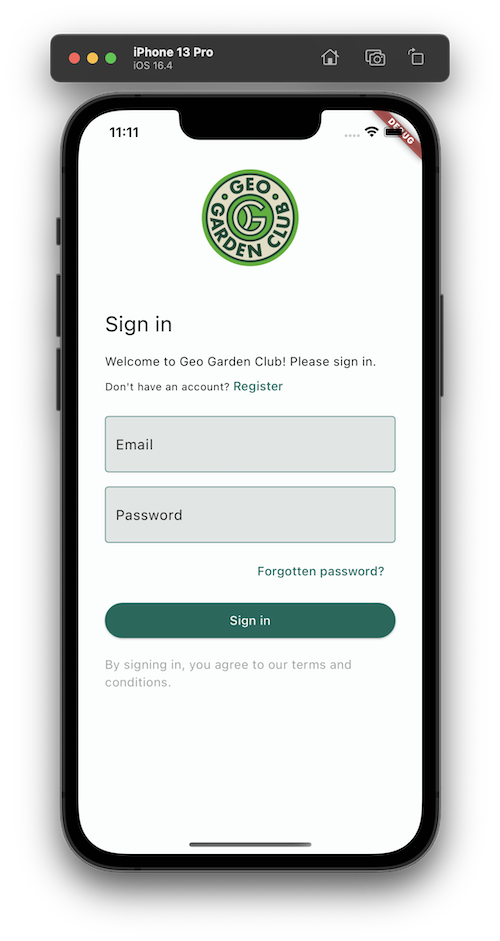 iPhone 13 Pro
iOS 16.4
11:11
DEBUG
GEO
G
GARDEN CLUB
Sign in
Welcome to Geo Garden Club! Please sign in.
Don't have an account? Register
Email
Password
Forgotten password?
Sign in
By signing in, you agree to our terms and
conditions.